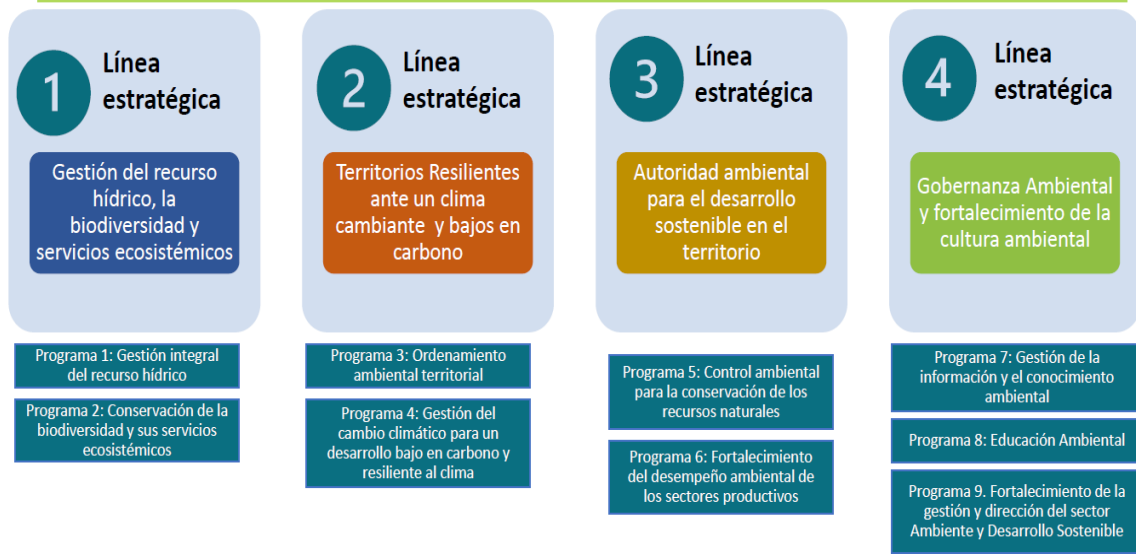 1
Línea
estratégica
Gestión del recurso
hídrico, la
biodiversidad y
servicios ecosistémicos
Programa 1: Gestión integral
del recurso hídrico
Programa 2: Conservación de la
biodiversidad y sus servicios
ecosistémicos
2
Línea
estratégica
Territorios Resilientes
ante un clima
cambiante y bajos en
carbono
Programa 3: Ordenamiento
ambiental territorial
Programa 4: Gestión del
cambio climático para un
desarrollo bajo en carbono y
resiliente al clima
3
Línea
estratégica
Autoridad ambiental
para el desarrollo
sostenible en el
territorio
Programa 5: Control ambiental
para la conservación de los
recursos naturales
Programa 6: Fortalecimiento
del desempeño ambiental de
los sectores productivos
4
Línea
estratégica
Gobernanza Ambiental
y fortalecimiento de la
cultura ambiental
Programa 7: Gestión de la
información y el conocimiento
ambiental
Programa 8: Educación Ambiental
Programa 9. Fortalecimiento de la
gestión y dirección del sector
Ambiente y Desarrollo Sostenible